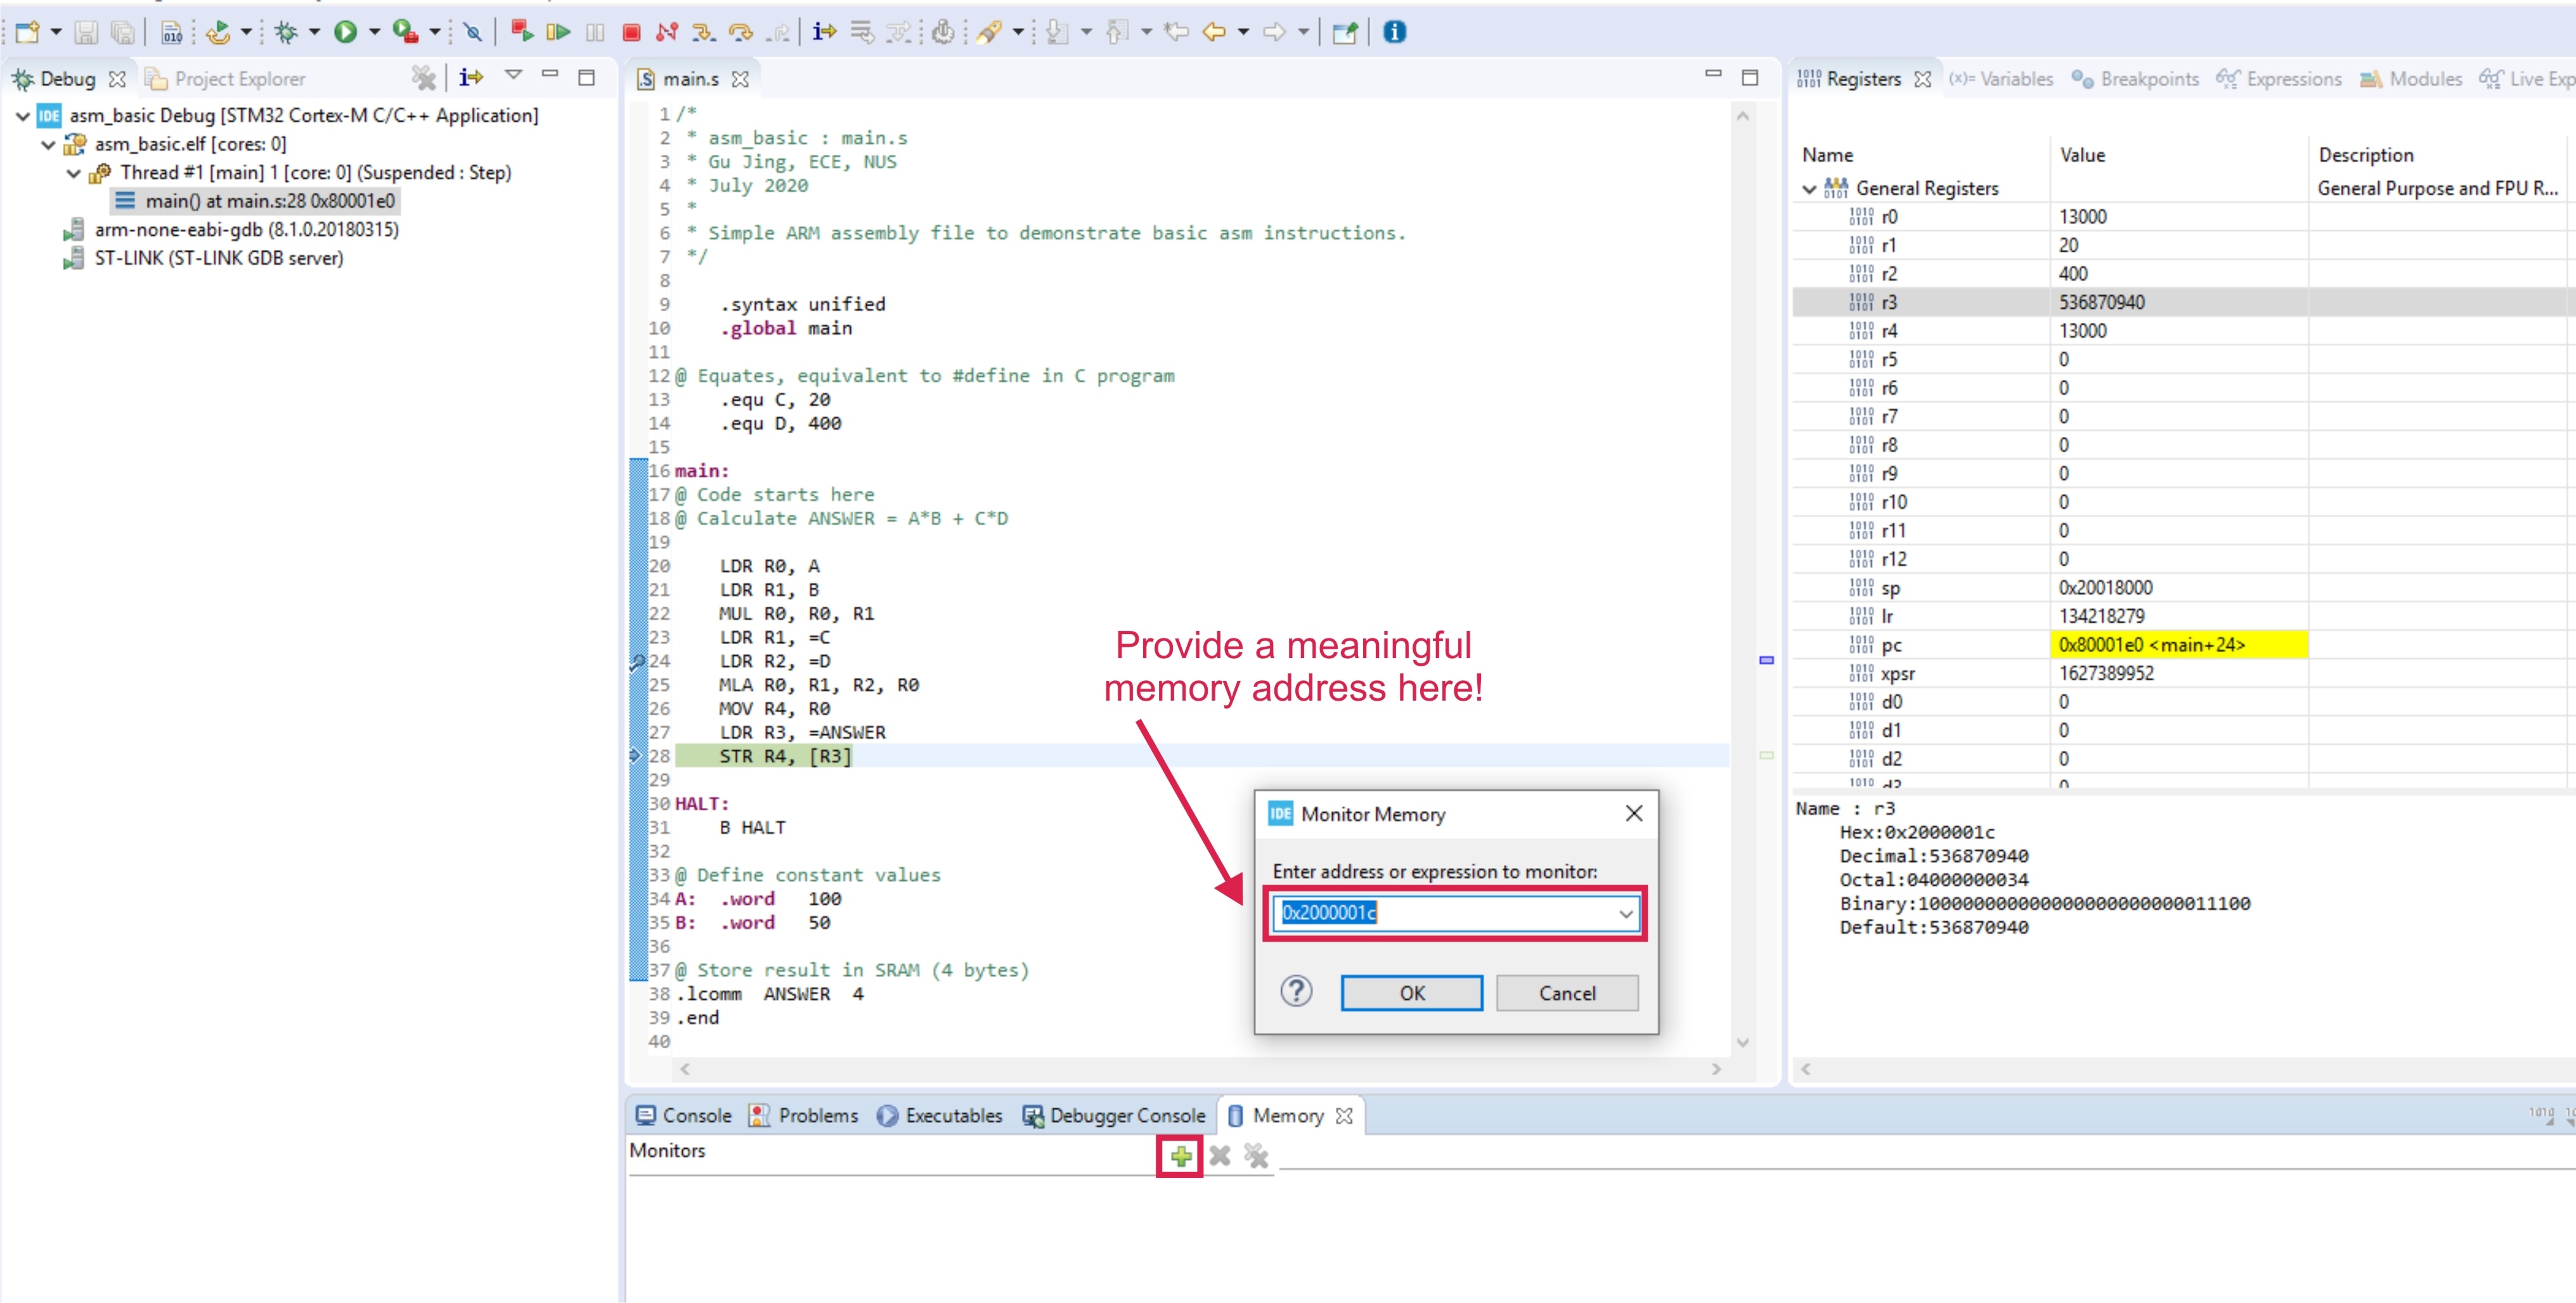 Debug
Project Explorer
asm_basic Debug [STM32 Cortex-M C/C++ Application]
asm_basic.elf [cores: 0]
Thread #1 [main] 1 [core: 0] (Suspended : Step)
main() at main.s:28 0x80001e0
arm-none-eabi-gdb (8.1.0.20180315)
ST-LINK (ST-LINK GDB server)
main.s
1 /*
2 * asm_basic : main.s
3 * Gu Jing, ECE, NUS
4 * July 2020
5 *
6 * Simple ARM assembly file to demonstrate basic asm instructions.
7 */
8
9 .syntax unified
10 .global main
11
12 @ Equates, equivalent to #define in C program
13 .equ C, 20
14 .equ D, 400
15
16 main:
17 @ Code starts here
18 @ Calculate ANSWER = A*B + C*D
19
20 LDR R0, A
21 LDR R1, B
22 MUL R0, R0, R1
23 LDR R1, =C
24 LDR R2, =D
25 MLA R0, R1, R2, R0
26 MOV R4, R0
27 LDR R3, =ANSWER
28 STR R4, [R3]
29
30 HALT:
31 B HALT
32
33 @ Define constant values
34 A: .word 100
35 B: .word 50
36
37 @ Store result in SRAM (4 bytes)
38 .lcomm ANSWER 4
39 .end
40
Provide a meaningful
memory address here!
IDE Monitor Memory
Enter address or expression to monitor:
0x2000001c
OK Cancel
Registers (x)= Variables Breakpoints Expressions Modules Live Exp
Name Value Description
General Registers General Purpose and FPU R...
r0 13000
r1 20
r2 400
r3 536870940
r4 13000
r5 0
r6 0
r7 0
r8 0
r9 0
r10 0
r11 0
r12 0
sp 0x20018000
lr 134218279
pc 0x80001e0 <main+24>
xpsr 1627389952
d0 0
d1 0
d2 0
Name : r3
Hex:0x2000001c
Decimal:536870940
Octal:04000000034
Binary:100000000000000000000000011100
Default:536870940
Console Problems Executables Debugger Console Memory
Monitors